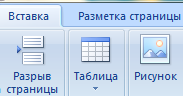 Вставка Разметка страницы
Разрыв страницы
Таблица
Рисунок